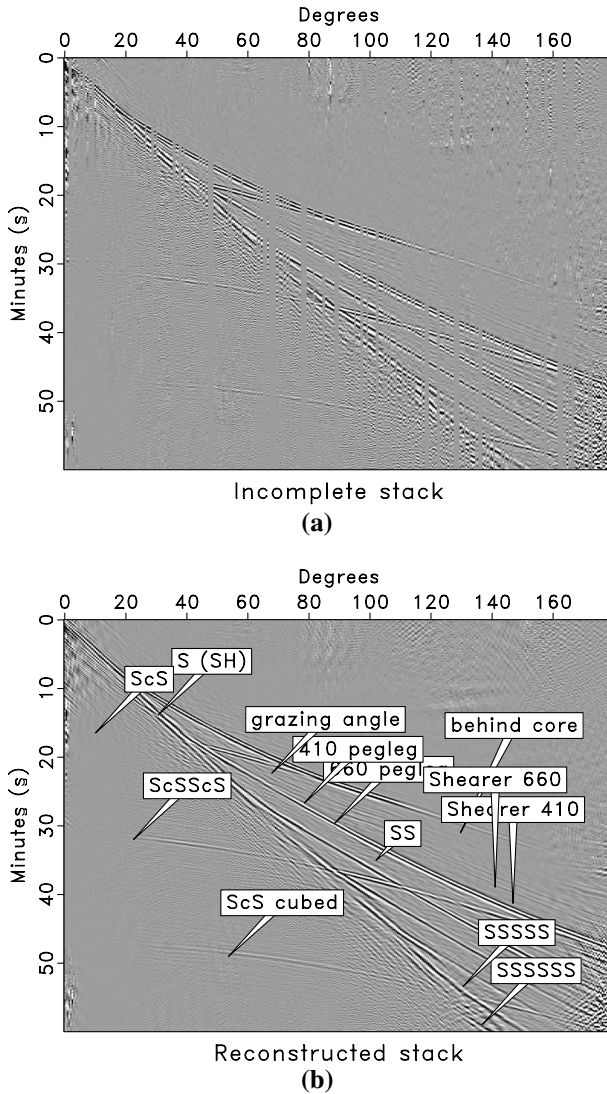 Degrees
0 20 40 60 80 100 120 140 160
Minutes (s)
0
10
20
30
40
50
Incomplete stack
(a)
Degrees
0 20 40 60 80 100 120 140 160
Minutes (s)
0
10
20
30
40
50
S (SH)
ScS
grazing angle
behind core
410 pegleg
660 pegleg
Shearer 660
ScSScS
Shearer 410
SS
ScS cubed
SSSSS
SSSSSS
Reconstructed stack
(b)